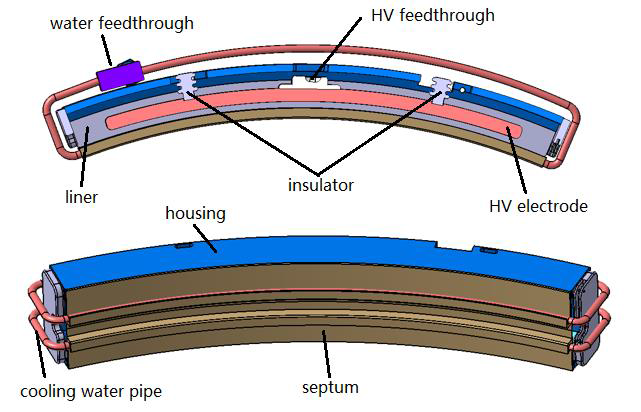 HV feedthrough
water feedthrough
insulator
liner
HV electrode
housing
cooling water pipe
septum